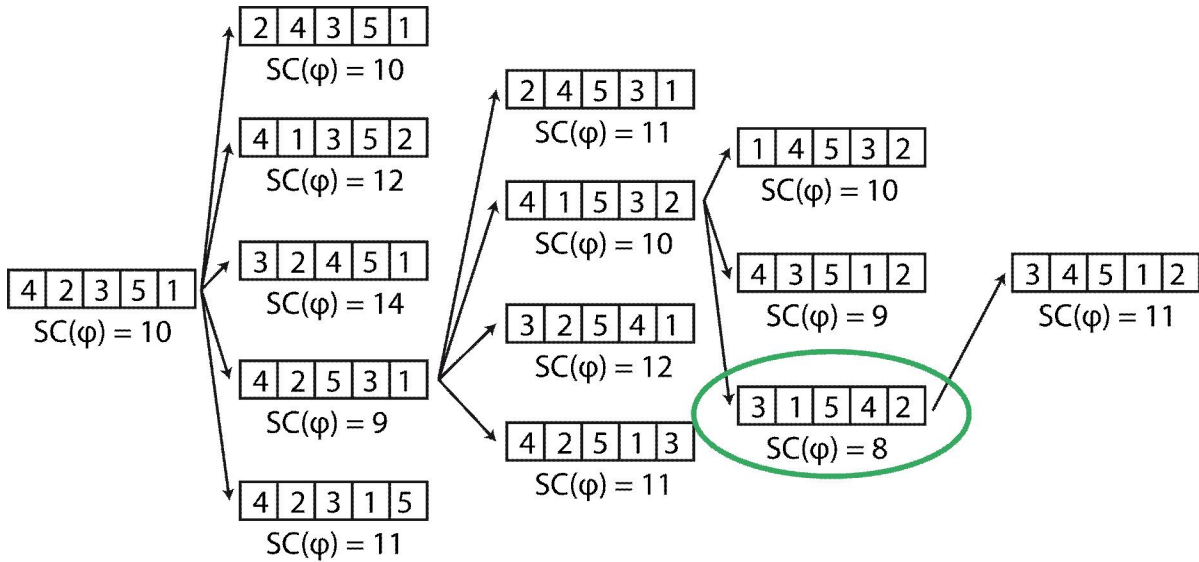 4 2 3 5 1
SC(φ) = 10
2 4 3 5 1
SC(φ) = 10
4 1 3 5 2
SC(φ) = 12
3 2 4 5 1
SC(φ) = 14
4 2 5 3 1
SC(φ) = 9
4 2 3 1 5
SC(φ) = 11
2 4 5 3 1
SC(φ) = 11
4 1 5 3 2
SC(φ) = 10
3 2 5 4 1
SC(φ) = 12
4 2 5 1 3
SC(φ) = 11
1 4 5 3 2
SC(φ) = 10
4 3 5 1 2
SC(φ) = 9
3 1 5 4 2
SC(φ) = 8
3 4 5 1 2
SC(φ) = 11